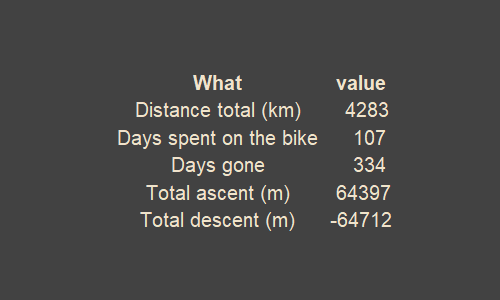 What value
Distance total (km) 4283
Days spent on the bike 107
Days gone 334
Total ascent (m) 64397
Total descent (m) -64712